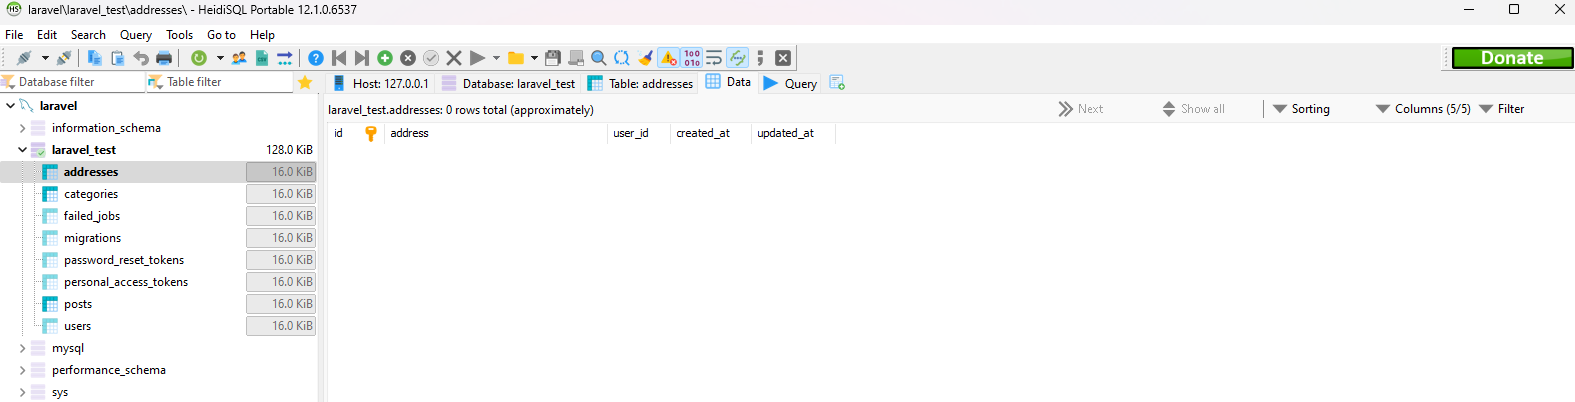 HS laravel\laravel_test\addresses\ - HeidiSQL Portable 12.1.0.6537
File Edit Search Query Tools Go to Help
Donate
Database filter Table filter Host: 127.0.0.1 Database: laravel_test Table: addresses Data Query
laravel
information_schema
laravel_test 128.0 KiB
addresses 16.0 KiB
categories 16.0 KiB
failed_jobs 16.0 KiB
migrations 16.0 KiB
password_reset_tokens 16.0 KiB
personal_access_tokens 16.0 KiB
posts 16.0 KiB
users 16.0 KiB
mysql
performance_schema
sys
laravel_test.addresses: 0 rows total (approximately) Next Show all Sorting Columns (5/5) Filter
id address user_id created_at updated_at